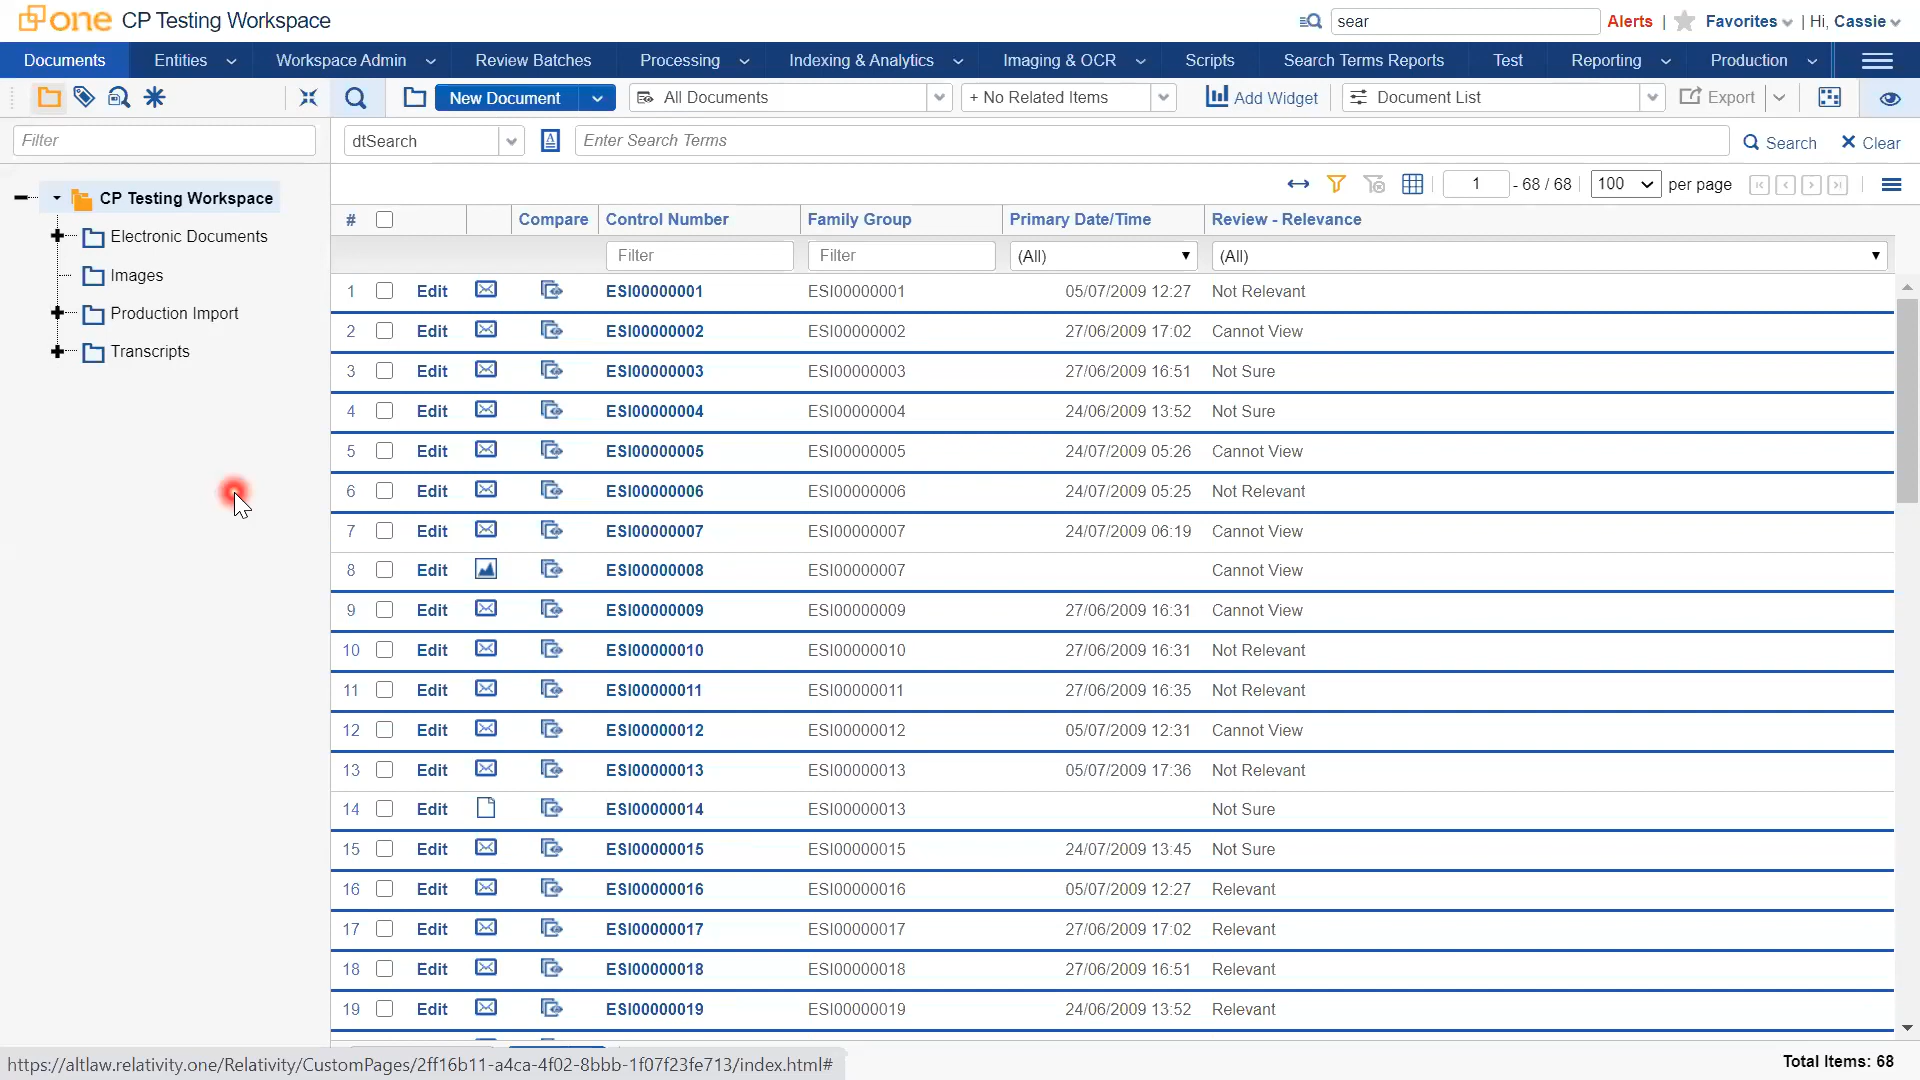 one CP Testing Workspace sear Alerts | Favorites | Hi, Cassie
Documents Entities Workspace Admin Review Batches Processing Indexing & Analytics Imaging & OCR Scripts Search Terms Reports Test Reporting Production
New Document All Documents + No Related Items Add Widget Document List Export
Filter dtSearch Enter Search Terms Search Clear
1 - 68 / 68 100 per page
CP Testing Workspace
Electronic Documents
Images
Production Import
Transcripts
# Compare Control Number Family Group Primary Date/Time Review - Relevance
Filter Filter (All) (All)
1 Edit ESI00000001 ESI00000001 05/07/2009 12:27 Not Relevant
2 Edit ESI00000002 ESI00000002 27/06/2009 17:02 Cannot View
3 Edit ESI00000003 ESI00000003 27/06/2009 16:51 Not Sure
4 Edit ESI00000004 ESI00000004 24/06/2009 13:52 Not Sure
5 Edit ESI00000005 ESI00000005 24/07/2009 05:26 Cannot View
6 Edit ESI00000006 ESI00000006 24/07/2009 05:25 Not Relevant
7 Edit ESI00000007 ESI00000007 24/07/2009 06:19 Cannot View
8 Edit ESI00000008 ESI00000007 Cannot View
9 Edit ESI00000009 ESI00000009 27/06/2009 16:31 Cannot View
10 Edit ESI00000010 ESI00000010 27/06/2009 16:31 Not Relevant
11 Edit ESI00000011 ESI00000011 27/06/2009 16:35 Not Relevant
12 Edit ESI00000012 ESI00000012 05/07/2009 12:31 Cannot View
13 Edit ESI00000013 ESI00000013 05/07/2009 17:36 Not Relevant
14 Edit ESI00000014 ESI00000013 Not Sure
15 Edit ESI00000015 ESI00000015 24/07/2009 13:45 Not Sure
16 Edit ESI00000016 ESI00000016 05/07/2009 12:27 Relevant
17 Edit ESI00000017 ESI00000017 27/06/2009 17:02 Relevant
18 Edit ESI00000018 ESI00000018 27/06/2009 16:51 Relevant
19 Edit ESI00000019 ESI00000019 24/06/2009 13:52 Relevant
https://altlaw.relativity.one/Relativity/CustomPages/2ff16b11-a4ca-4f02-8bbb-1f07f23fe713/index.html# Total Items: 68